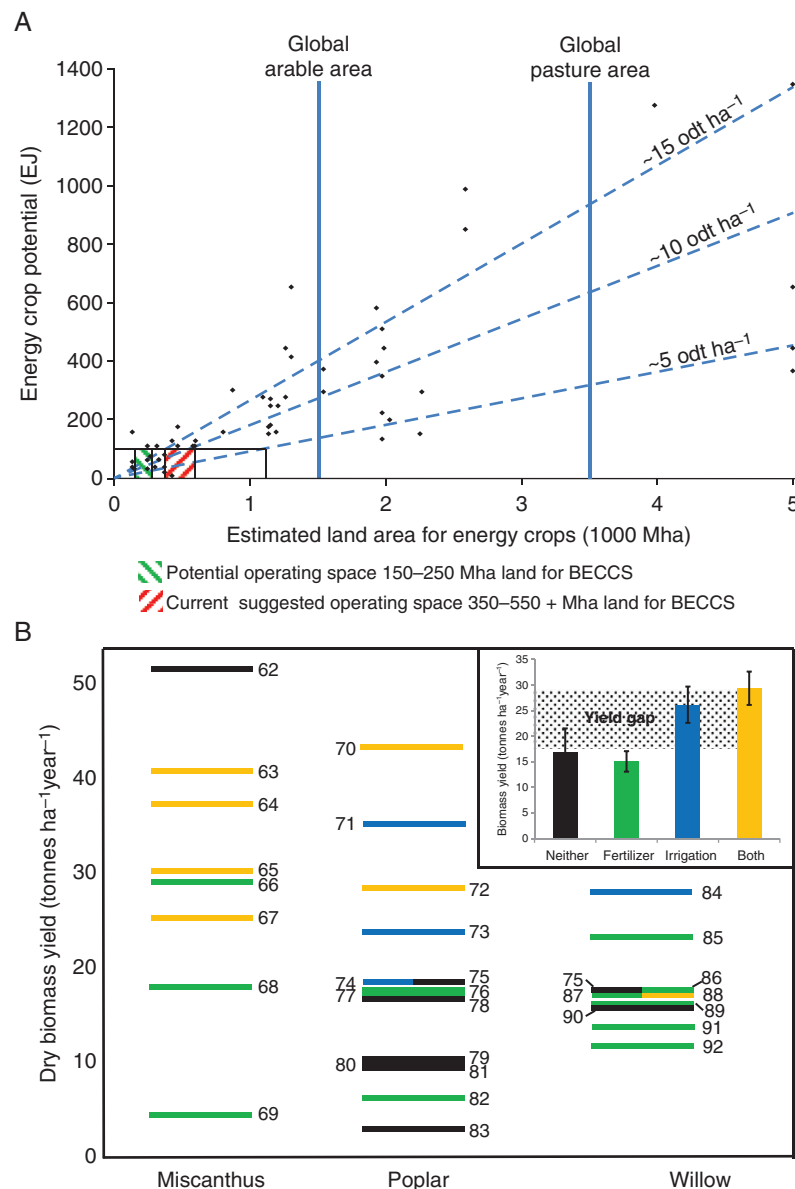 A
Global
arable area
Global
pasture area
1400
1200
1000
800
600
400
200
0
Energy crop potential (EJ)
~15 odt ha⁻¹
~10 odt ha⁻¹
~5 odt ha⁻¹
0 1 2 3 4 5
Estimated land area for energy crops (1000 Mha)
Potential operating space 150–250 Mha land for BECCS
Current suggested operating space 350–550 + Mha land for BECCS
B
Dry biomass yield (tonnes ha⁻¹year⁻¹)
50
40
30
20
10
0
62
63
64
65
66
67
68
69
70
71
72
73
74 75
77 76
78
79
80 81
82
83
84
85
75 86
87 88
90 89
91
92
Miscanthus Poplar Willow
Biomass yield (tonnes ha⁻¹year⁻¹)
35
30
25
20
15
10
5
0
Yield gap
Neither Fertilizer Irrigation Both